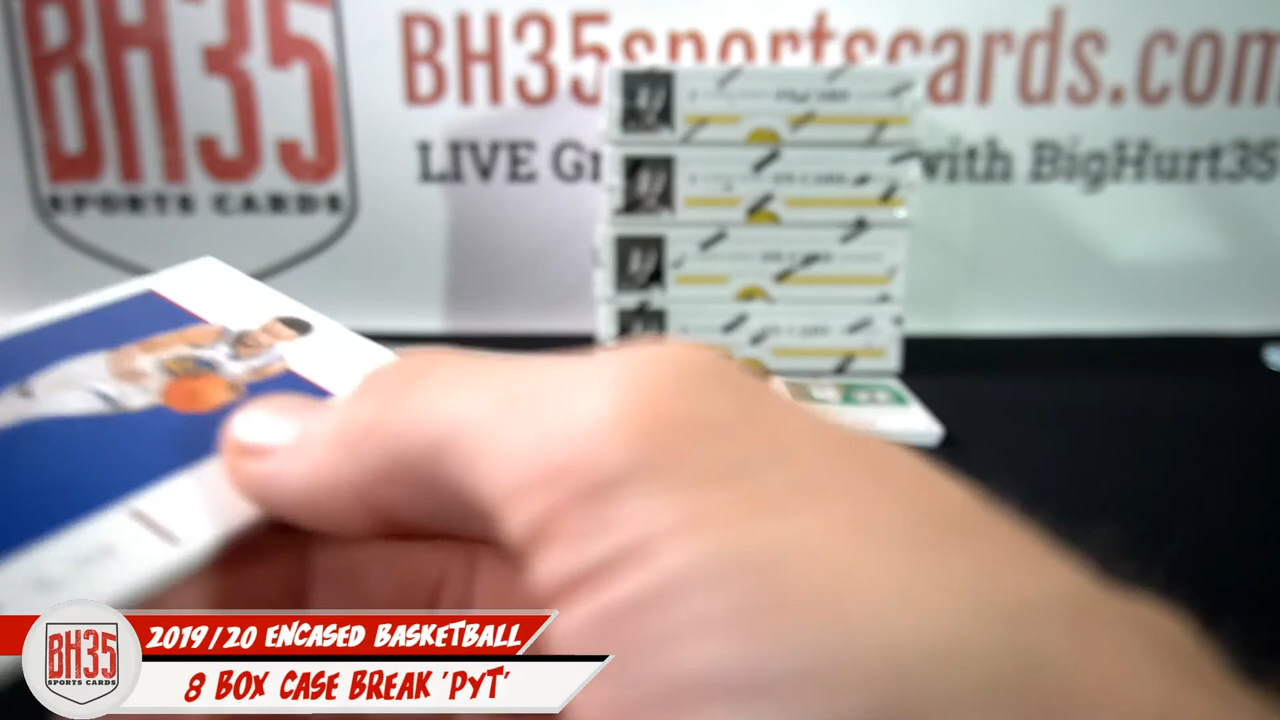 BH35
SPORTS CARDS
BH35sportscards.com
LIVE Gr with BigHurt35
BH35
SPORTS CARDS
2019/20 ENCASED BASKETBALL
8 BOX CASE BREAK 'PYT'